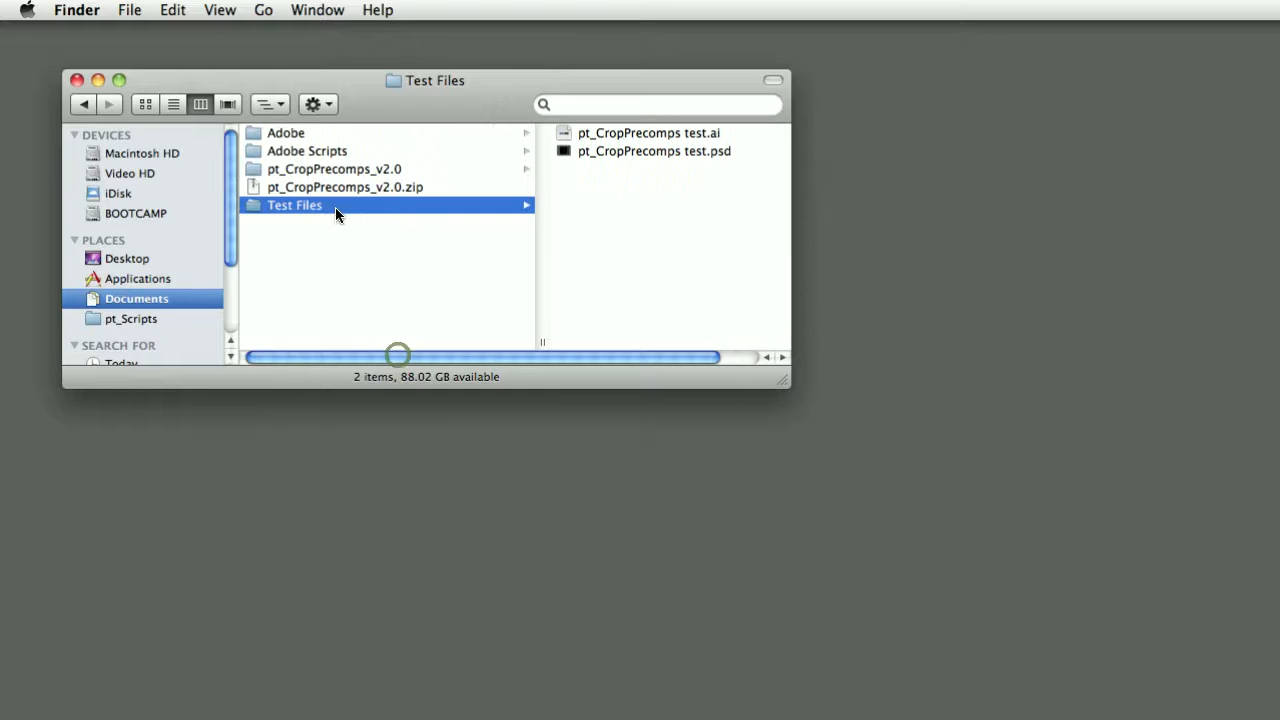 Finder File Edit View Go Window Help
Test Files
DEVICES
Macintosh HD
Video HD
iDisk
BOOTCAMP
PLACES
Desktop
Applications
Documents
pt_Scripts
SEARCH FOR
Today
Adobe
Adobe Scripts
pt_CropPrecomps_v2.0
pt_CropPrecomps_v2.0.zip
Test Files
pt_CropPrecomps test.ai
pt_CropPrecomps test.psd
2 items, 88.02 GB available